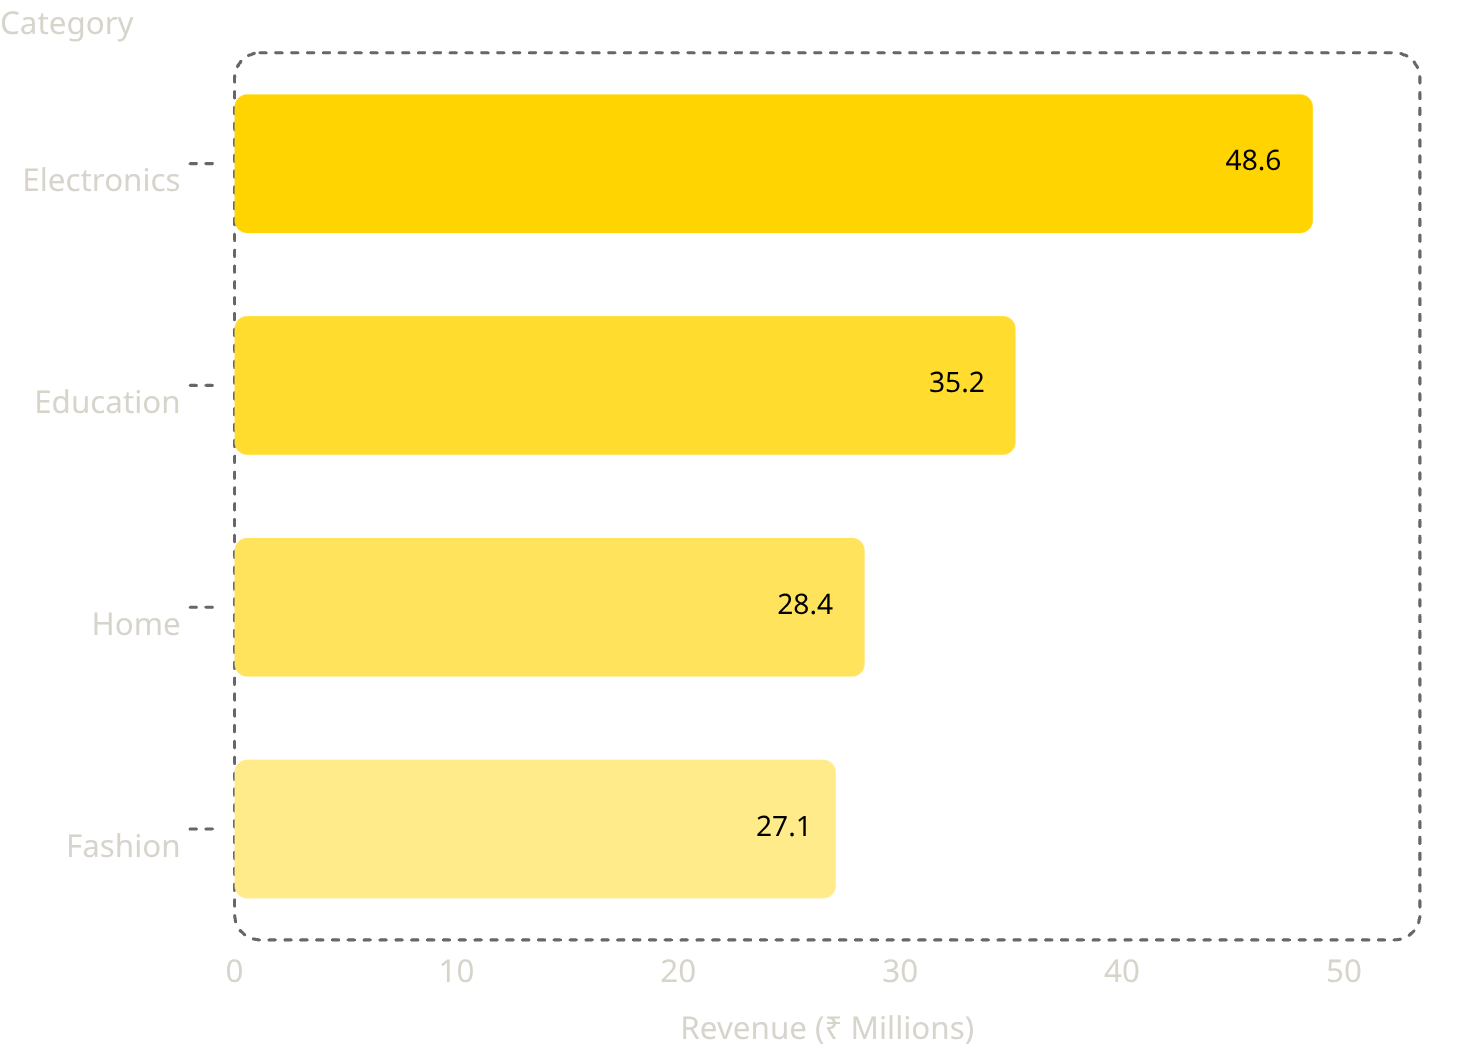 Category
Electronics
48.6
Education
35.2
Home
28.4
Fashion
27.1
0 10 20 30 40 50
Revenue (₹ Millions)